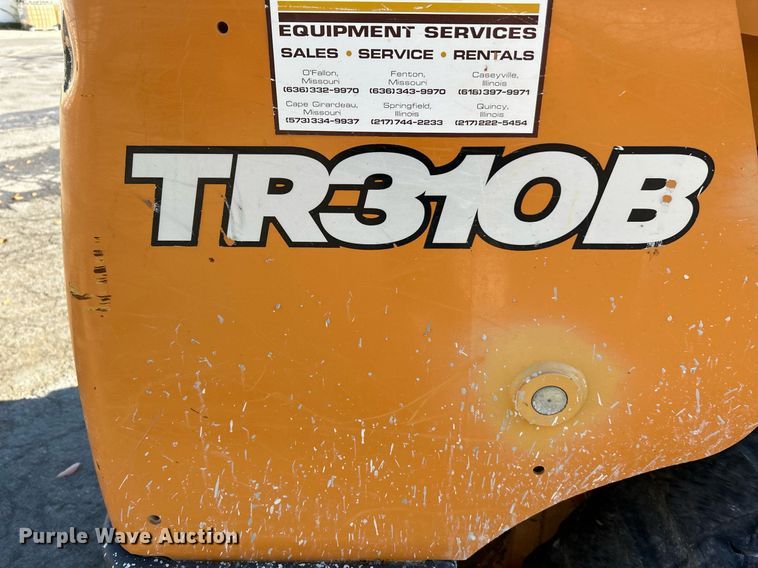 EQUIPMENT SERVICES
SALES • SERVICE • RENTALS
O'Fallon, Fenton, Caseyville,
Missouri Missouri Illinois
(636)332-9970 (636)343-9970 (618)397-9971
Cape Girardeau, Springfield, Quincy,
Missouri Illinois Illinois
(573)334-9937 (217)744-2233 (217)222-5454
TR310B
Purple Wave Auction